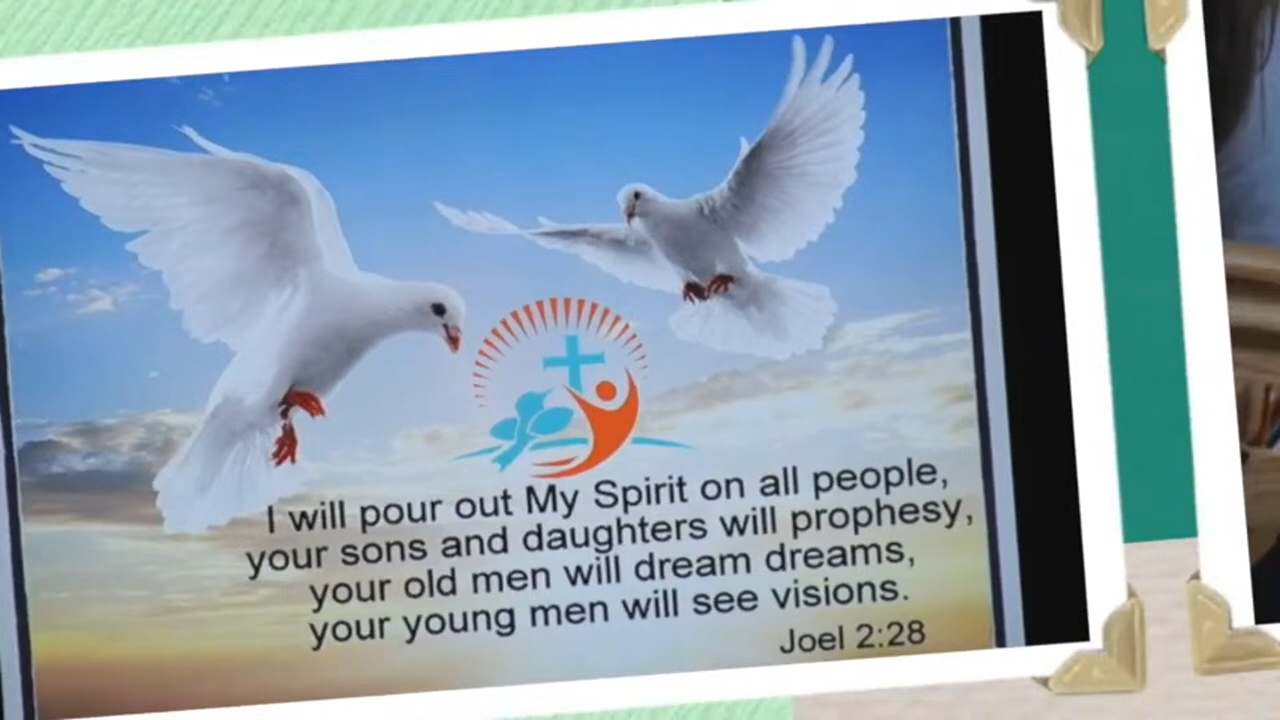 I will pour out My Spirit on all people,
your sons and daughters will prophesy,
your old men will dream dreams,
your young men will see visions.
Joel 2:28